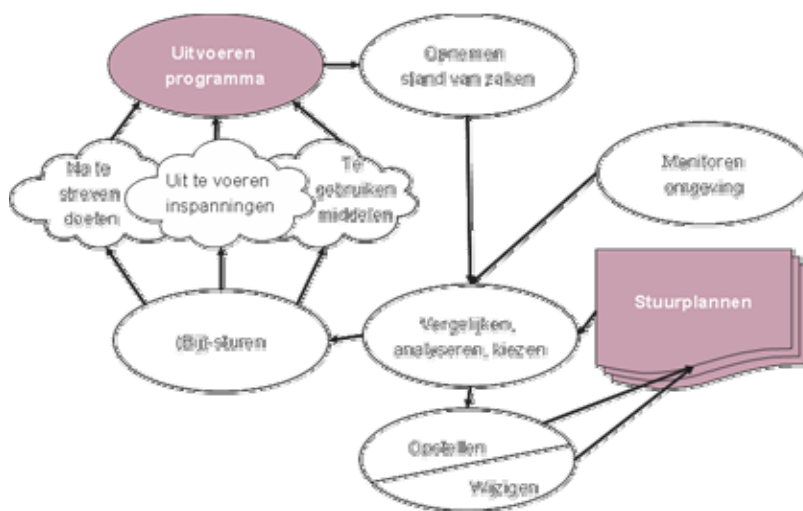 Uitvoeren
programma
Opnemen
stand van zaken
Na te
streven
doelen
Uit te voeren
inspanningen
Te
gebruiken
middelen
Monitoren
omgeving
Stuurplannen
(Bij)-sturen
Vergelijken,
analyseren, kiezen
Opstellen
Wijzigen